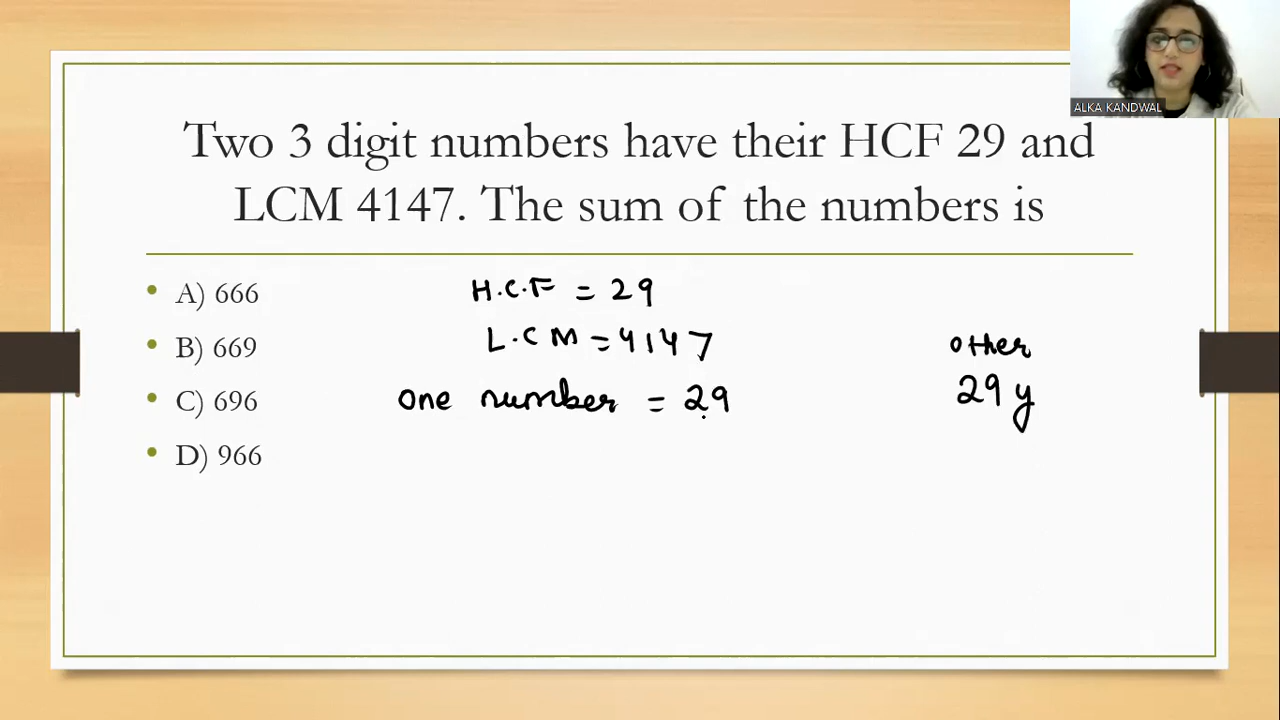 ALKA KANDWAL
Two 3 digit numbers have their HCF 29 and
LCM 4147. The sum of the numbers is
• A) 666
• B) 669
• C) 696
• D) 966
H.C.F = 29
L.C M = 4147
one number = 29
other
29 y